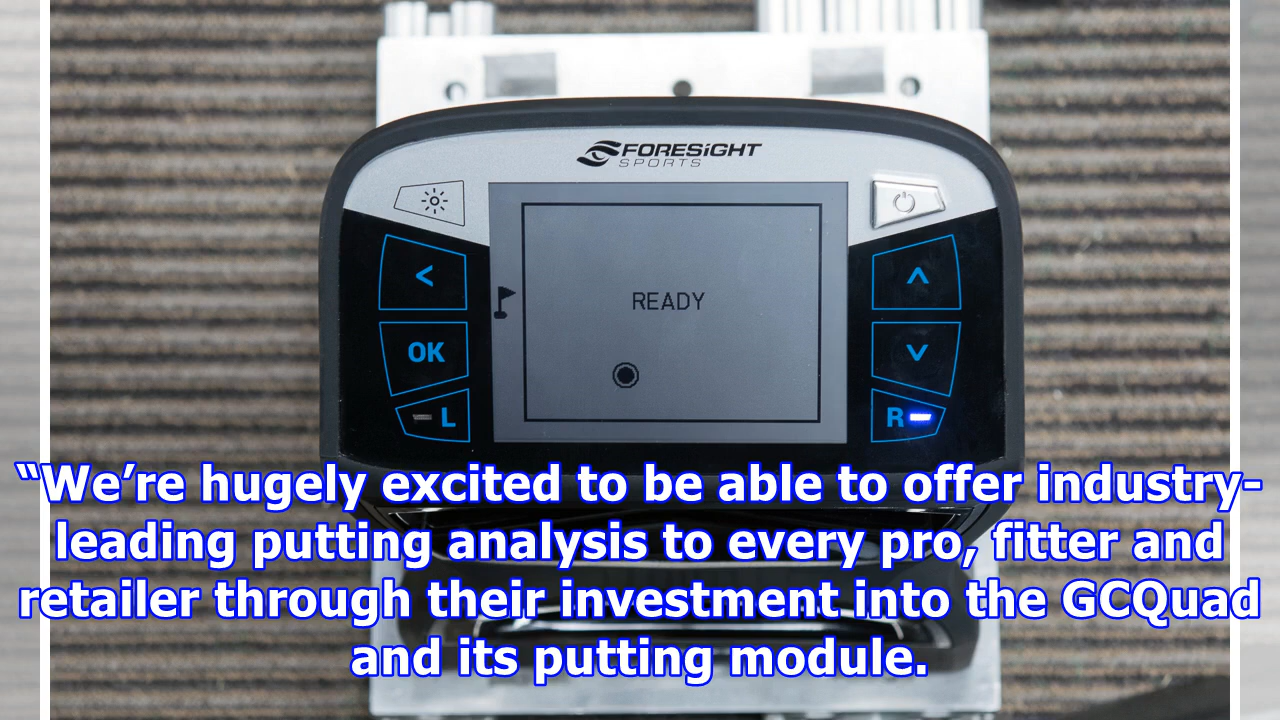 FORESiGHT
SPORTS
<
READY
OK
L
R
“We’re hugely excited to be able to offer industry-
leading putting analysis to every pro, fitter and
retailer through their investment into the GCQuad
and its putting module.